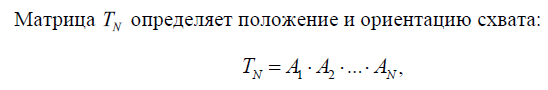 Матрица T_N определяет положение и ориентацию схвата:
T_N = A_1 · A_2 · ... · A_N,